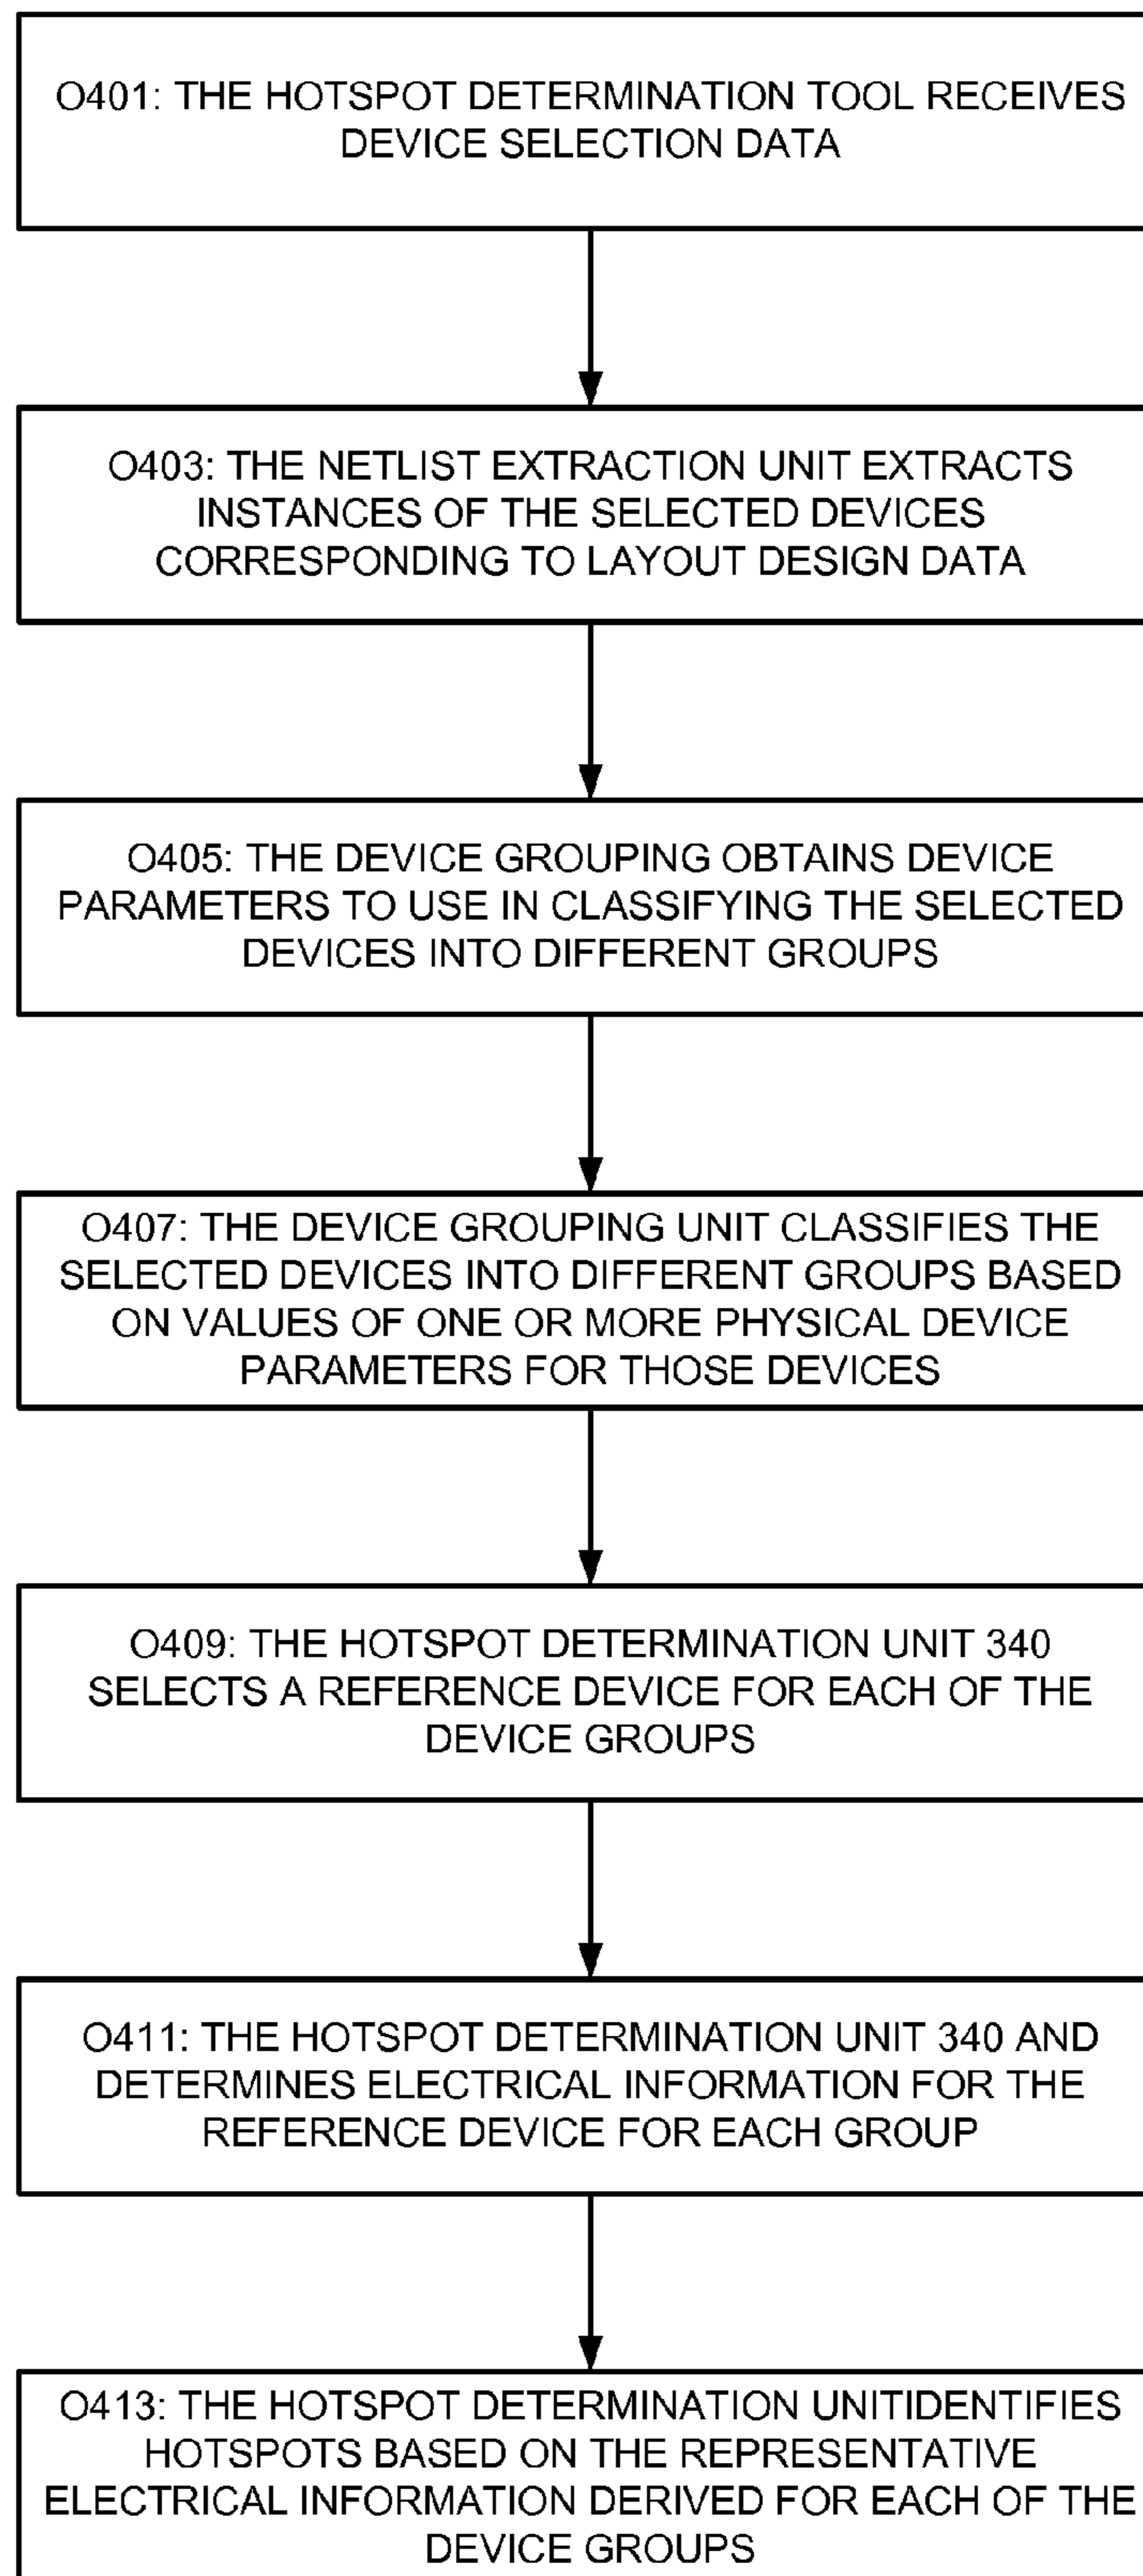 O401: THE HOTSPOT DETERMINATION TOOL RECEIVES
DEVICE SELECTION DATA
O403: THE NETLIST EXTRACTION UNIT EXTRACTS
INSTANCES OF THE SELECTED DEVICES
CORRESPONDING TO LAYOUT DESIGN DATA
O405: THE DEVICE GROUPING OBTAINS DEVICE
PARAMETERS TO USE IN CLASSIFYING THE SELECTED
DEVICES INTO DIFFERENT GROUPS
O407: THE DEVICE GROUPING UNIT CLASSIFIES THE
SELECTED DEVICES INTO DIFFERENT GROUPS BASED
ON VALUES OF ONE OR MORE PHYSICAL DEVICE
PARAMETERS FOR THOSE DEVICES
O409: THE HOTSPOT DETERMINATION UNIT 340
SELECTS A REFERENCE DEVICE FOR EACH OF THE
DEVICE GROUPS
O411: THE HOTSPOT DETERMINATION UNIT 340 AND
DETERMINES ELECTRICAL INFORMATION FOR THE
REFERENCE DEVICE FOR EACH GROUP
O413: THE HOTSPOT DETERMINATION UNITIDENTIFIES
HOTSPOTS BASED ON THE REPRESENTATIVE
ELECTRICAL INFORMATION DERIVED FOR EACH OF THE
DEVICE GROUPS